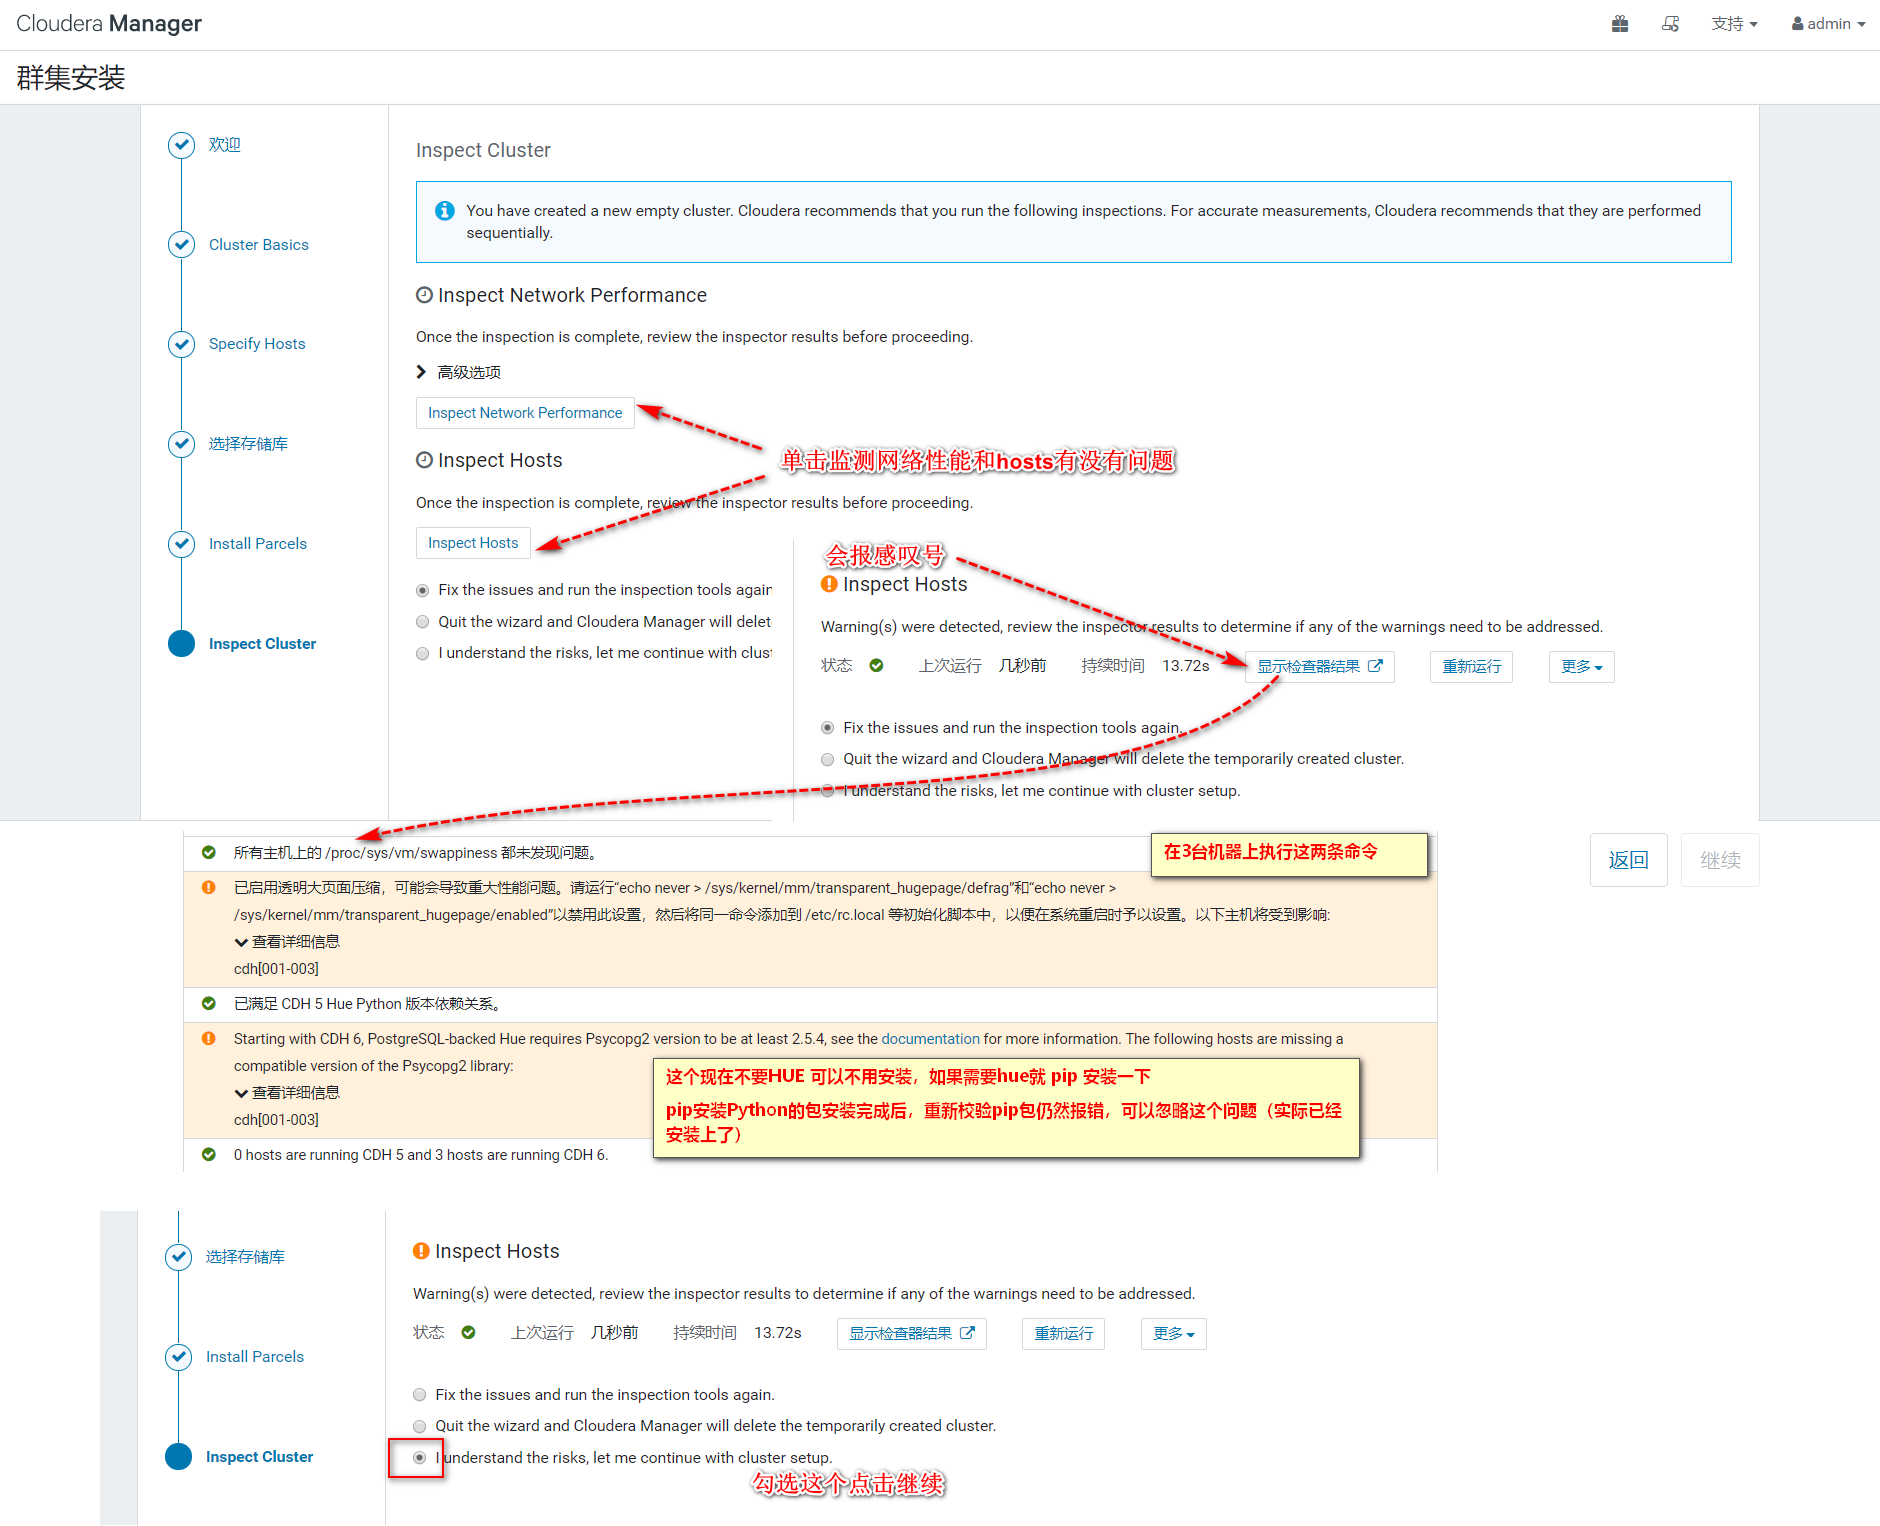 Cloudera Manager
支持
admin
群集安装
欢迎
Cluster Basics
Specify Hosts
选择存储库
Install Parcels
Inspect Cluster
Inspect Cluster
You have created a new empty cluster. Cloudera recommends that you run the following inspections. For accurate measurements, Cloudera recommends that they are performed
sequentially.
Inspect Network Performance
Once the inspection is complete, review the inspector results before proceeding.
高级选项
Inspect Network Performance
单击监测网络性能和hosts有没有问题
Inspect Hosts
Once the inspection is complete, review the inspector results before proceeding.
Inspect Hosts
Fix the issues and run the inspection tools again
Quit the wizard and Cloudera Manager will delet
I understand the risks, let me continue with clust
会报感叹号
Inspect Hosts
Warning(s) were detected, review the inspector results to determine if any of the warnings need to be addressed.
状态 上次运行 几秒前 持续时间 13.72s 显示检查器结果 重新运行 更多
Fix the issues and run the inspection tools again.
Quit the wizard and Cloudera Manager will delete the temporarily created cluster.
I understand the risks, let me continue with cluster setup.
返回 继续
在3台机器上执行这两条命令
所有主机上的 /proc/sys/vm/swappiness 都未发现问题。
已启用透明大页面压缩，可能会导致重大性能问题。请运行“echo never > /sys/kernel/mm/transparent_hugepage/defrag”和“echo never >
/sys/kernel/mm/transparent_hugepage/enabled”以禁用此设置，然后将同一命令添加到 /etc/rc.local 等初始化脚本中，以便在系统重启时予以设置。以下主机将受到影响:
查看详细信息
cdh[001-003]
已满足 CDH 5 Hue Python 版本依赖关系。
Starting with CDH 6, PostgreSQL-backed Hue requires Psycopg2 version to be at least 2.5.4, see the documentation for more information. The following hosts are missing a
compatible version of the Psycopg2 library:
查看详细信息
cdh[001-003]
这个现在不要HUE 可以不用安装，如果需要hue就 pip 安装一下
pip安装Python的包安装完成后，重新校验pip包仍然报错，可以忽略这个问题（实际已经
安装上了）
0 hosts are running CDH 5 and 3 hosts are running CDH 6.
选择存储库
Install Parcels
Inspect Cluster
Inspect Hosts
Warning(s) were detected, review the inspector results to determine if any of the warnings need to be addressed.
状态 上次运行 几秒前 持续时间 13.72s 显示检查器结果 重新运行 更多
Fix the issues and run the inspection tools again.
Quit the wizard and Cloudera Manager will delete the temporarily created cluster.
I understand the risks, let me continue with cluster setup.
勾选这个点击继续